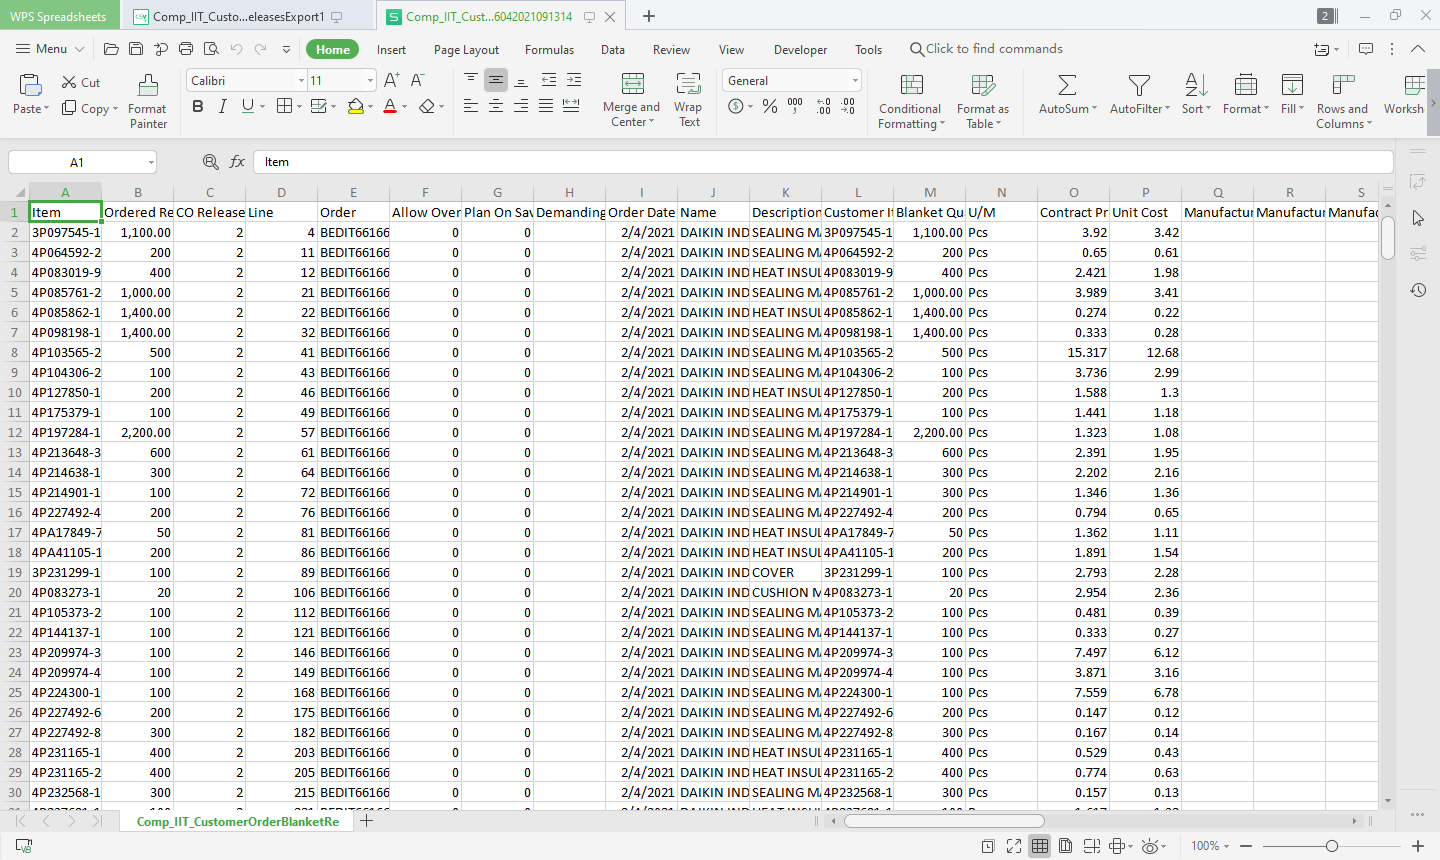 WPS Spreadsheets Comp_IIT_Custo...eleasesExport1 Comp_IIT_Cust...6042021091314 2
Menu Home Insert Page Layout Formulas Data Review View Developer Tools Click to find commands
Paste Cut Copy Format Painter Calibri 11 Merge and Center Wrap Text General Conditional Formatting Format as Table AutoSum AutoFilter Sort Format Fill Rows and Columns Worksh
A1 fx Item
A B C D E F G H I J K L M N O P Q R S
1 Item Ordered Re CO Release Line Order Allow Over Plan On Sav Demanding Order Date Name Description Customer It Blanket Qu U/M Contract Pr Unit Cost Manufactur Manufactur Manufac
2 3P097545-1 1,100.00 2 4 BEDIT66166 0 0 2/4/2021 DAIKIN IND SEALING MA 3P097545-1 1,100.00 Pcs 3.92 3.42
3 4P064592-2 200 2 11 BEDIT66166 0 0 2/4/2021 DAIKIN IND SEALING MA 4P064592-2 200 Pcs 0.65 0.61
4 4P083019-9 400 2 12 BEDIT66166 0 0 2/4/2021 DAIKIN IND HEAT INSUL 4P083019-9 400 Pcs 2.421 1.98
5 4P085761-2 1,000.00 2 21 BEDIT66166 0 0 2/4/2021 DAIKIN IND SEALING MA 4P085761-2 1,000.00 Pcs 3.989 3.41
6 4P085862-1 1,400.00 2 22 BEDIT66166 0 0 2/4/2021 DAIKIN IND HEAT INSUL 4P085862-1 1,400.00 Pcs 0.274 0.22
7 4P098198-1 1,400.00 2 32 BEDIT66166 0 0 2/4/2021 DAIKIN IND SEALING MA 4P098198-1 1,400.00 Pcs 0.333 0.28
8 4P103565-2 500 2 41 BEDIT66166 0 0 2/4/2021 DAIKIN IND SEALING MA 4P103565-2 500 Pcs 15.317 12.68
9 4P104306-2 100 2 43 BEDIT66166 0 0 2/4/2021 DAIKIN IND SEALING MA 4P104306-2 100 Pcs 3.736 2.99
10 4P127850-1 200 2 46 BEDIT66166 0 0 2/4/2021 DAIKIN IND HEAT INSUL 4P127850-1 200 Pcs 1.588 1.3
11 4P175379-1 100 2 49 BEDIT66166 0 0 2/4/2021 DAIKIN IND SEALING MA 4P175379-1 100 Pcs 1.441 1.18
12 4P197284-1 2,200.00 2 57 BEDIT66166 0 0 2/4/2021 DAIKIN IND SEALING MA 4P197284-1 2,200.00 Pcs 1.323 1.08
13 4P213648-3 600 2 61 BEDIT66166 0 0 2/4/2021 DAIKIN IND SEALING MA 4P213648-3 600 Pcs 2.391 1.95
14 4P214638-1 300 2 64 BEDIT66166 0 0 2/4/2021 DAIKIN IND SEALING MA 4P214638-1 300 Pcs 2.202 2.16
15 4P214901-1 100 2 72 BEDIT66166 0 0 2/4/2021 DAIKIN IND SEALING MA 4P214901-1 300 Pcs 1.346 1.36
16 4P227492-4 200 2 76 BEDIT66166 0 0 2/4/2021 DAIKIN IND SEALING MA 4P227492-4 200 Pcs 0.794 0.65
17 4PA17849-7 50 2 81 BEDIT66166 0 0 2/4/2021 DAIKIN IND HEAT INSUL 4PA17849-7 50 Pcs 1.362 1.11
18 4PA41105-1 200 2 86 BEDIT66166 0 0 2/4/2021 DAIKIN IND HEAT INSUL 4PA41105-1 200 Pcs 1.891 1.54
19 3P231299-1 100 2 89 BEDIT66166 0 0 2/4/2021 DAIKIN IND COVER 3P231299-1 100 Pcs 2.793 2.28
20 4P083273-1 20 2 106 BEDIT66166 0 0 2/4/2021 DAIKIN IND CUSHION M 4P083273-1 20 Pcs 2.954 2.36
21 4P105373-2 100 2 112 BEDIT66166 0 0 2/4/2021 DAIKIN IND SEALING MA 4P105373-2 100 Pcs 0.481 0.39
22 4P144137-1 100 2 121 BEDIT66166 0 0 2/4/2021 DAIKIN IND SEALING MA 4P144137-1 100 Pcs 0.333 0.27
23 4P209974-3 100 2 146 BEDIT66166 0 0 2/4/2021 DAIKIN IND SEALING MA 4P209974-3 100 Pcs 7.497 6.12
24 4P209974-4 100 2 149 BEDIT66166 0 0 2/4/2021 DAIKIN IND SEALING MA 4P209974-4 100 Pcs 3.871 3.16
25 4P224300-1 100 2 168 BEDIT66166 0 0 2/4/2021 DAIKIN IND SEALING MA 4P224300-1 100 Pcs 7.559 6.78
26 4P227492-6 200 2 175 BEDIT66166 0 0 2/4/2021 DAIKIN IND SEALING MA 4P227492-6 200 Pcs 0.147 0.12
27 4P227492-8 300 2 182 BEDIT66166 0 0 2/4/2021 DAIKIN IND SEALING MA 4P227492-8 300 Pcs 0.167 0.14
28 4P231165-1 400 2 203 BEDIT66166 0 0 2/4/2021 DAIKIN IND HEAT INSUL 4P231165-1 400 Pcs 0.529 0.43
29 4P231165-2 400 2 205 BEDIT66166 0 0 2/4/2021 DAIKIN IND HEAT INSUL 4P231165-2 400 Pcs 0.774 0.63
30 4P232568-1 300 2 215 BEDIT66166 0 0 2/4/2021 DAIKIN IND SEALING MA 4P232568-1 300 Pcs 0.157 0.13
Comp_IIT_CustomerOrderBlanketRe
100%